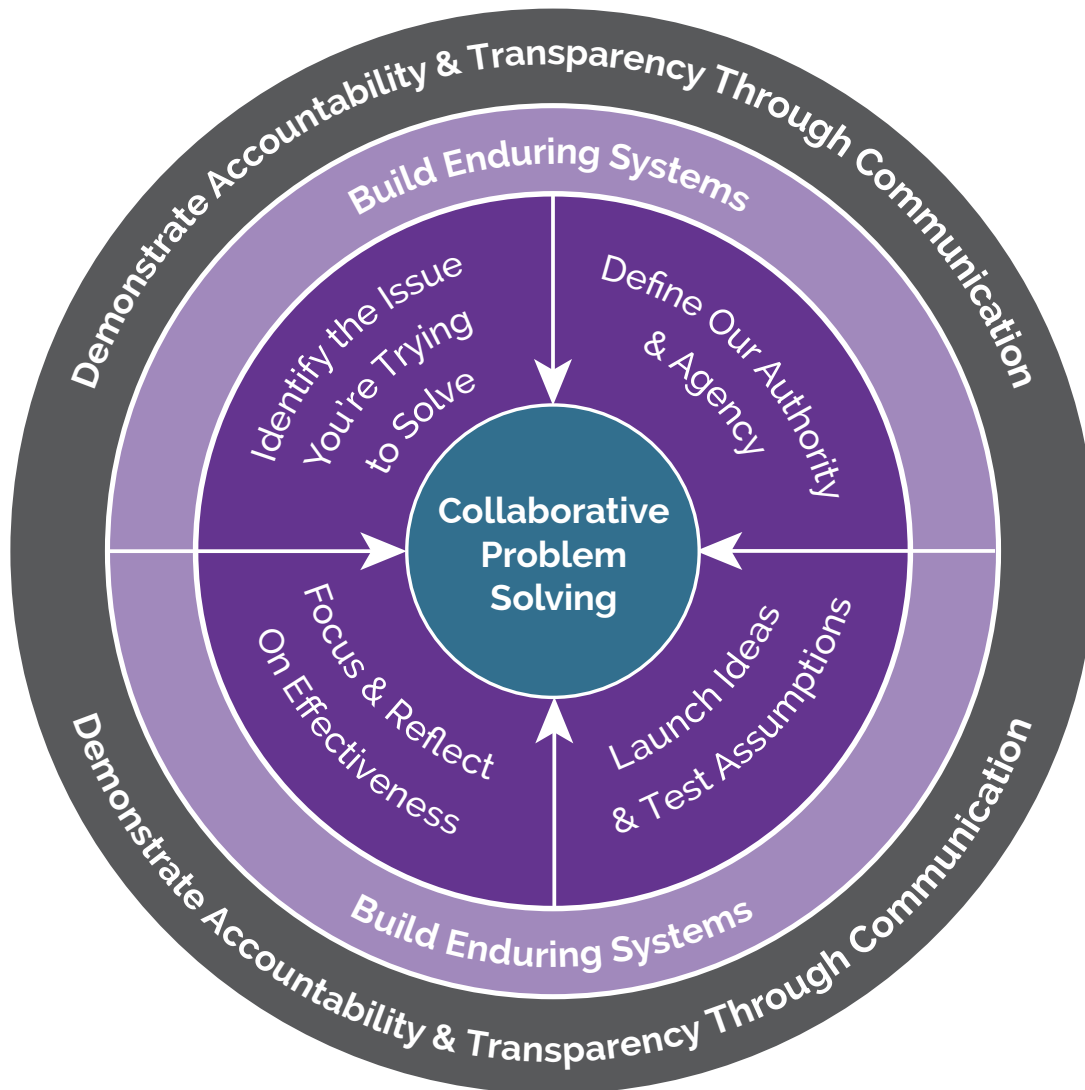 Demonstrate Accountability & Transparency Through Communication
Build Enduring Systems
Identify the Issue
You're Trying
to Solve
Define Our Authority
& Agency
Collaborative
Problem
Solving
Focus & Reflect
On Effectiveness
Launch Ideas
& Test Assumptions
Build Enduring Systems
Demonstrate Accountability & Transparency Through Communication